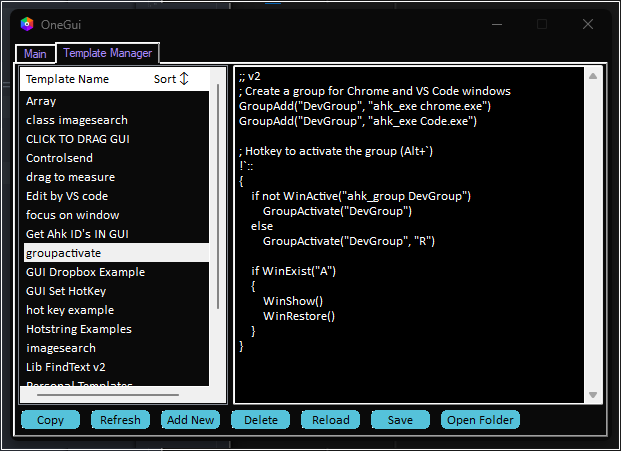 OneGui
Main
Template Manager
Template Name Sort
Array
class imagesearch
CLICK TO DRAG GUI
Controlsend
drag to measure
Edit by VS code
focus on window
Get Ahk ID's IN GUI
groupactivate
GUI Dropbox Example
GUI Set HotKey
hot key example
Hotstring Examples
imagesearch
Lib FindText v2
Personal Templates
;; v2
; Create a group for Chrome and VS Code windows
GroupAdd("DevGroup", "ahk_exe chrome.exe")
GroupAdd("DevGroup", "ahk_exe Code.exe")

; Hotkey to activate the group (Alt+`)
!`::
{
    if not WinActive("ahk_group DevGroup")
        GroupActivate("DevGroup")
    else
        GroupActivate("DevGroup", "R")

    if WinExist("A")
    {
        WinShow()
        WinRestore()
    }
}
Copy Refresh Add New Delete Reload Save Open Folder